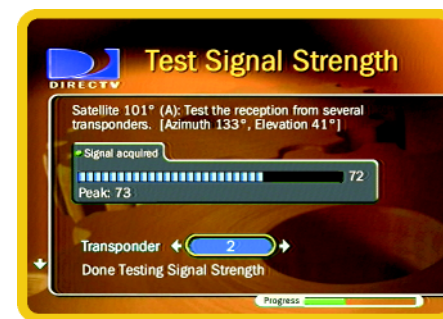 DIRECTV
Test Signal Strength
Satellite 101° (A): Test the reception from several
transponders. [Azimuth 133°, Elevation 41°]
Signal acquired
72
Peak: 73
Transponder 2
Done Testing Signal Strength
Progress